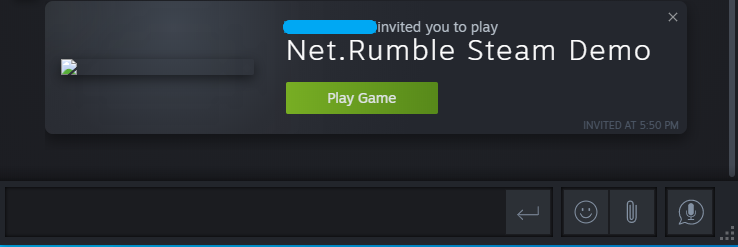 invited you to play
Net.Rumble Steam Demo
Play Game
INVITED AT 5:50 PM